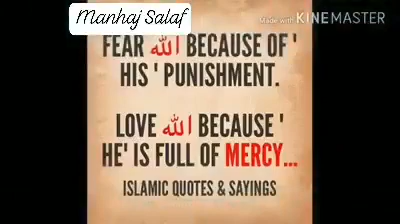 Manhaj Salaf
Made with KINEMASTER
FEAR الله BECAUSE OF '
HIS ' PUNISHMENT.
LOVE الله BECAUSE '
HE' IS FULL OF MERCY...
ISLAMIC QUOTES & SAYINGS